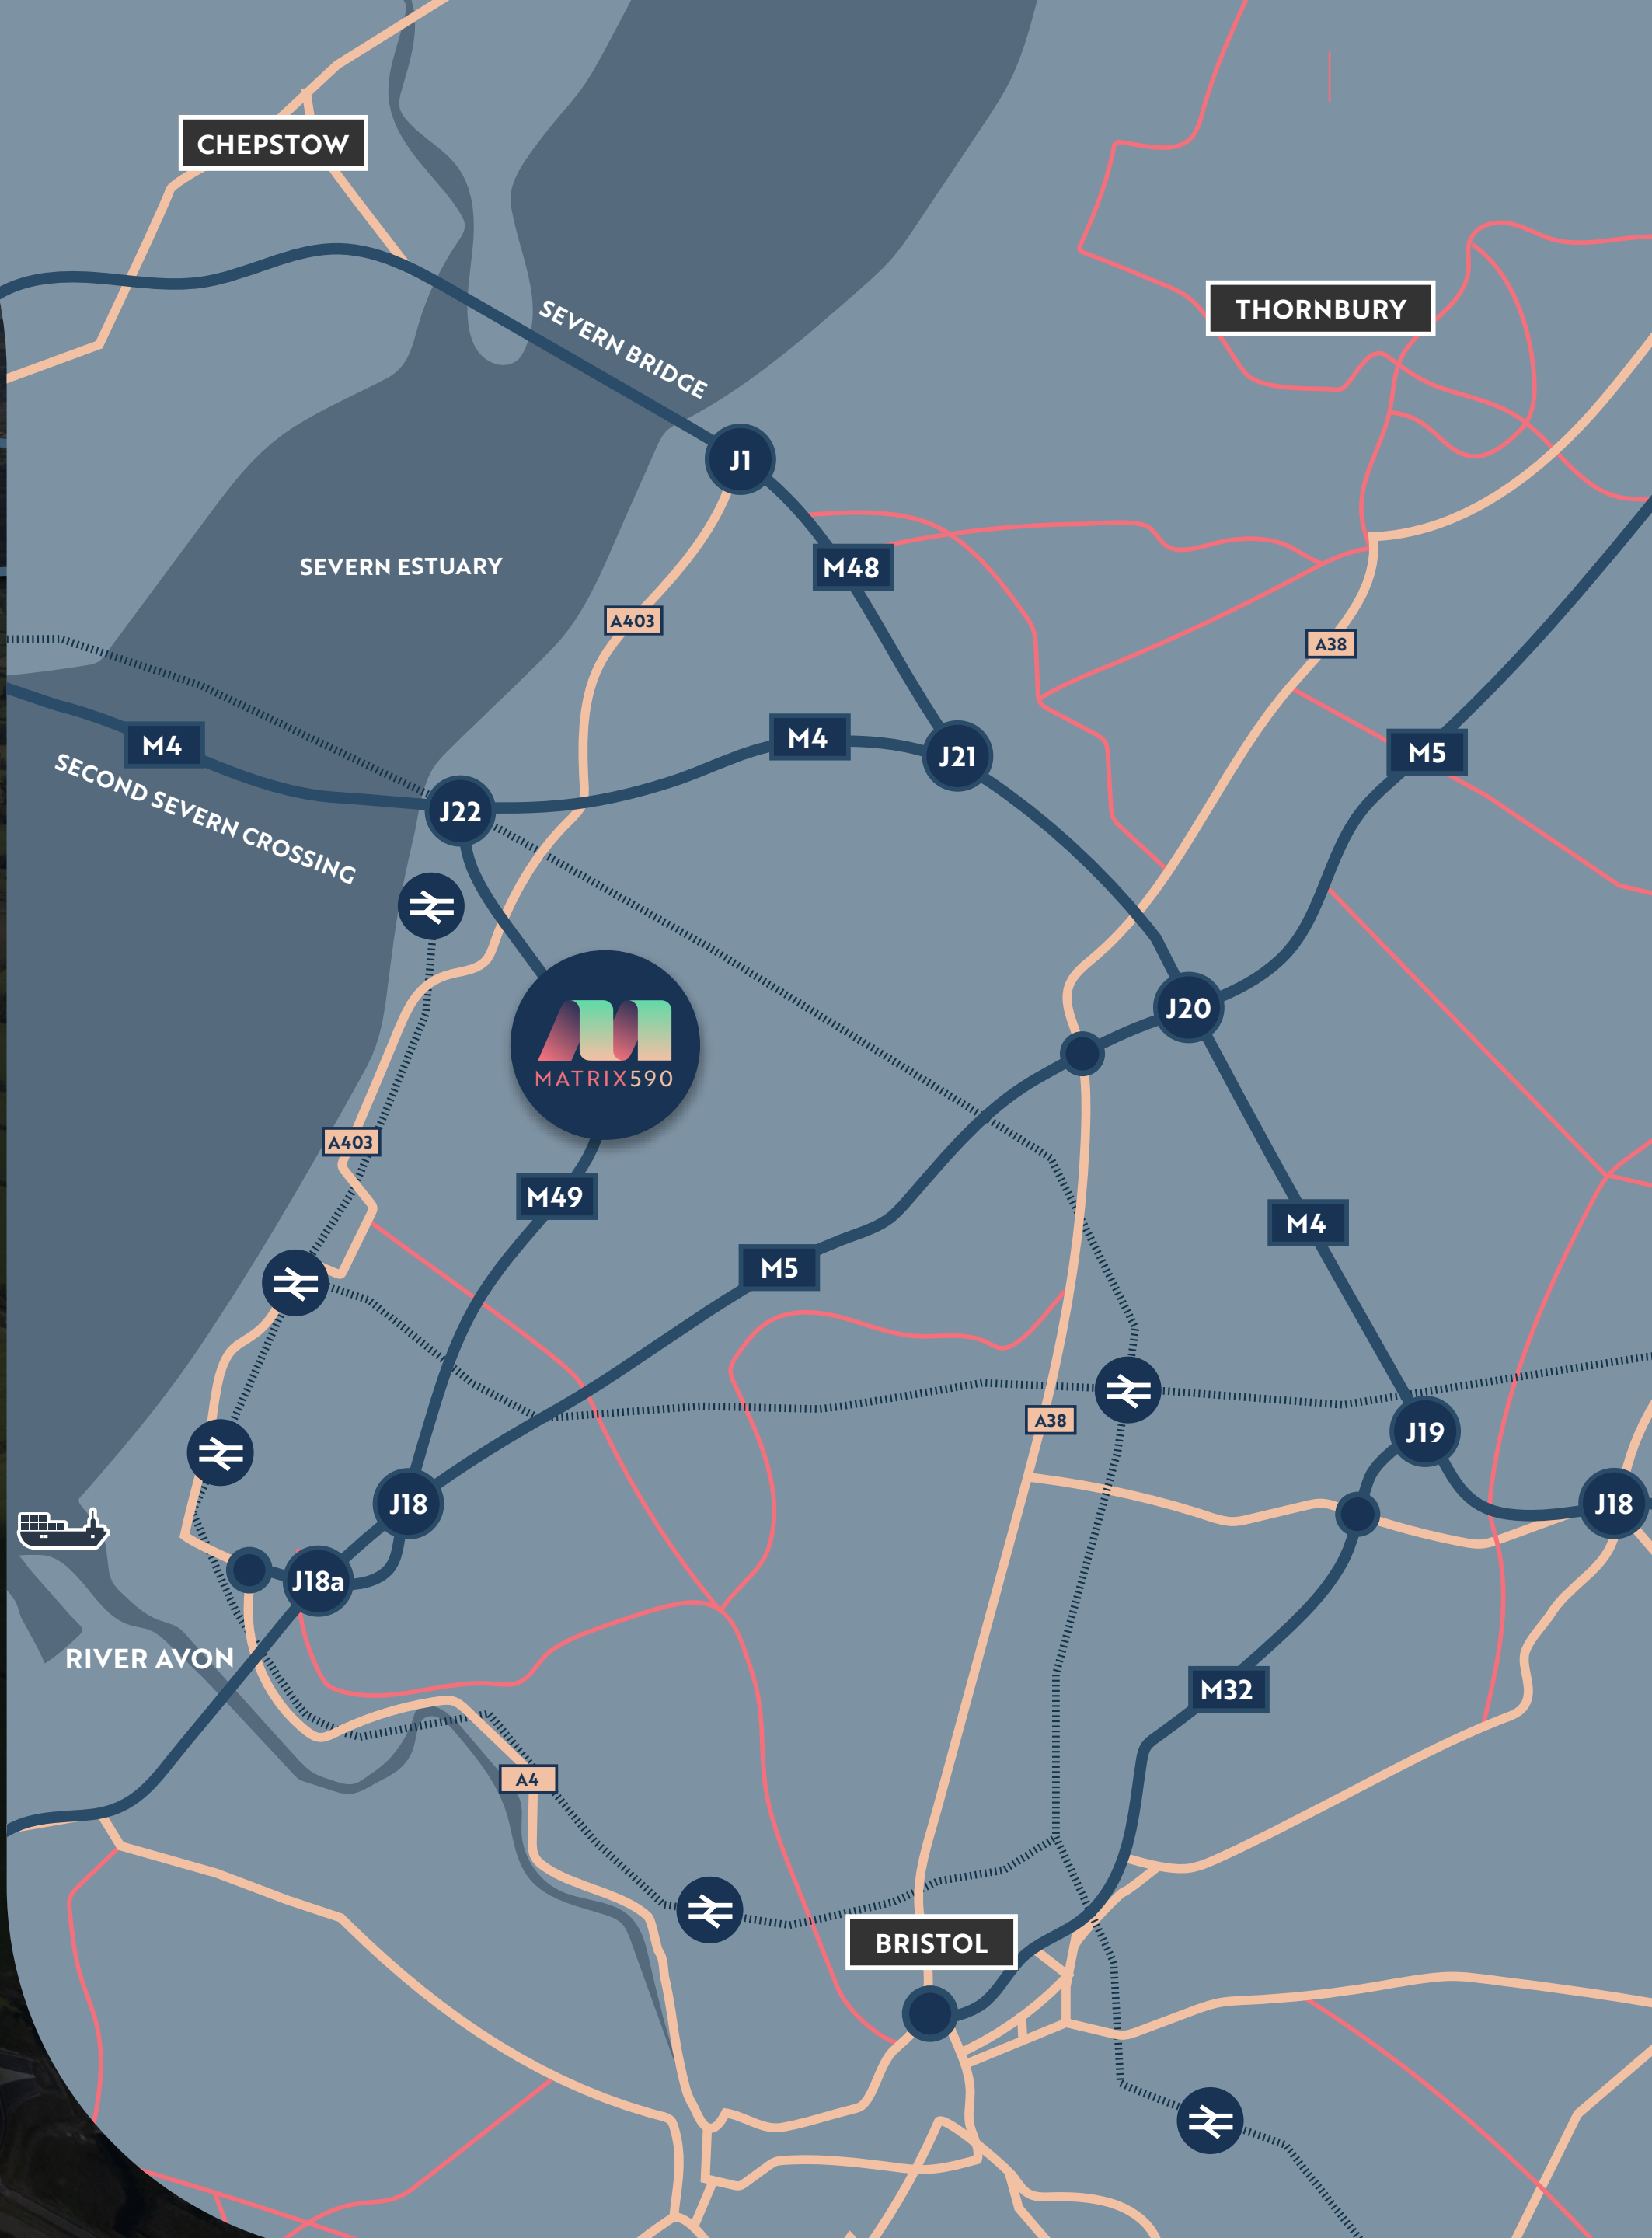 CHEPSTOW
THORNBURY
SEVERN BRIDGE
J1
SEVERN ESTUARY
M48
A403
A38
M4
M4
J21
M5
SECOND SEVERN CROSSING
J22
J20
MATRIX590
A403
M49
M4
M5
A38
J19
J18
J18
J18a
RIVER AVON
M32
A4
BRISTOL